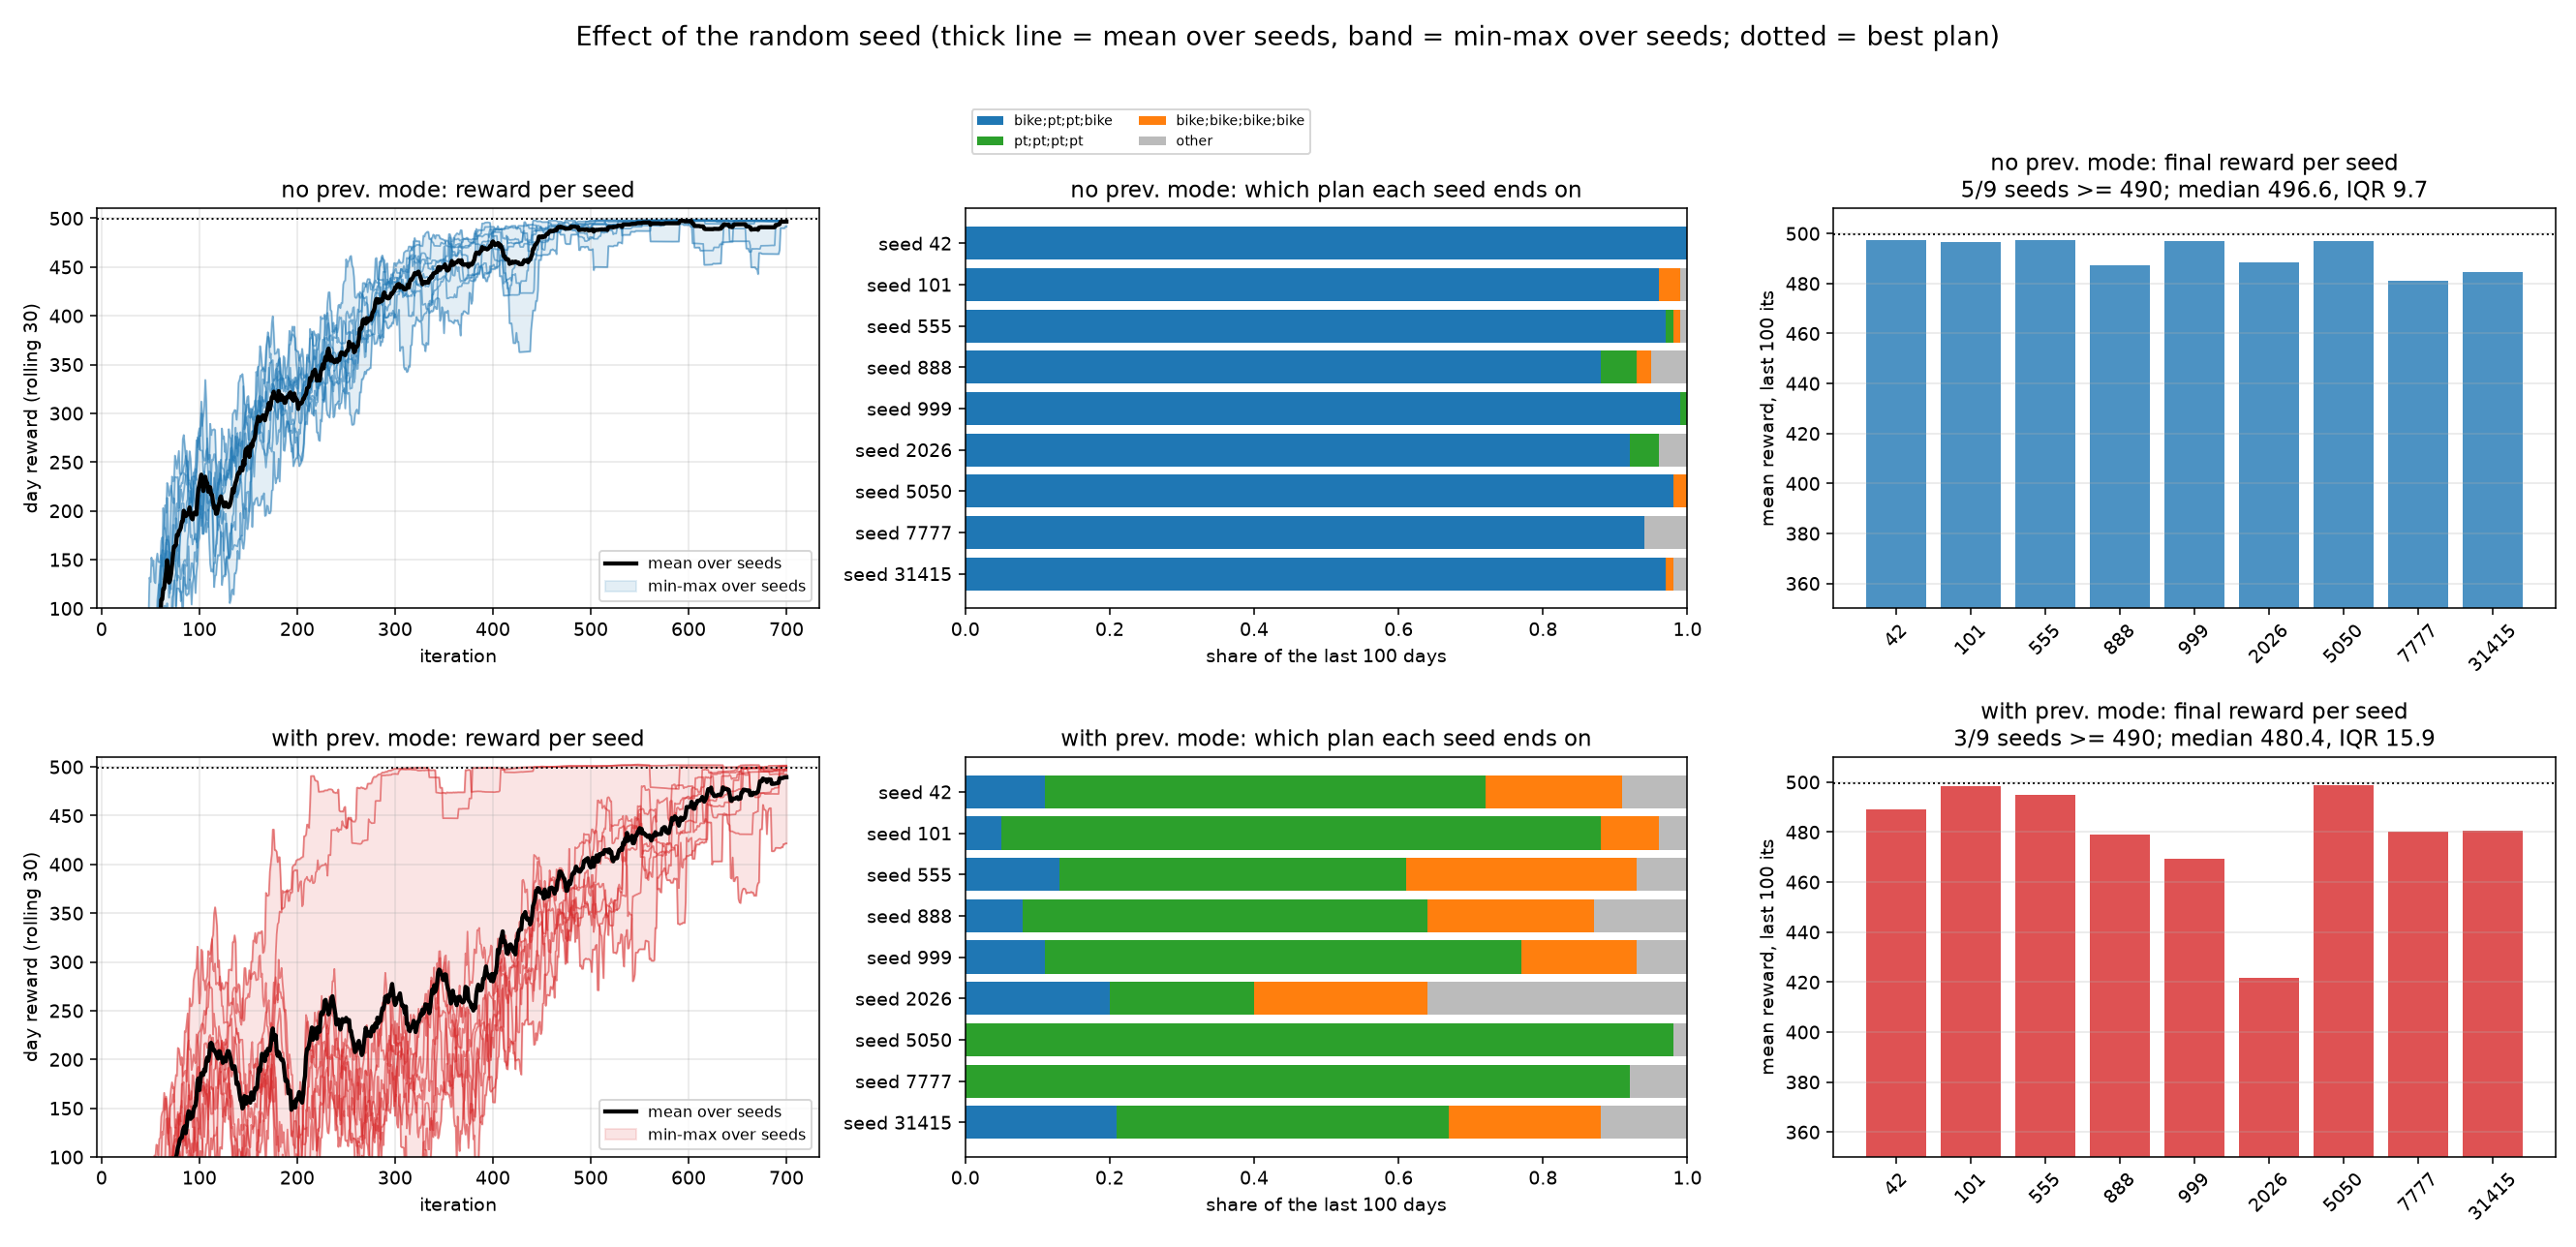 Effect of the random seed (thick line = mean over seeds, band = min-max over seeds; dotted = best plan)
bike;pt;pt;bike
bike;bike;bike;bike
pt;pt;pt;pt
other
no prev. mode: reward per seed
day reward (rolling 30)
500
450
400
350
300
250
200
150
100
mean over seeds
min-max over seeds
0 100 200 300 400 500 600 700
iteration
no prev. mode: which plan each seed ends on
seed 42
seed 101
seed 555
seed 888
seed 999
seed 2026
seed 5050
seed 7777
seed 31415
0.0 0.2 0.4 0.6 0.8 1.0
share of the last 100 days
no prev. mode: final reward per seed
5/9 seeds >= 490; median 496.6, IQR 9.7
mean reward, last 100 its
500
480
460
440
420
400
380
360
42 101 555 888 999 2026 5050 7777 31415
with prev. mode: reward per seed
day reward (rolling 30)
500
450
400
350
300
250
200
150
100
mean over seeds
min-max over seeds
0 100 200 300 400 500 600 700
iteration
with prev. mode: which plan each seed ends on
seed 42
seed 101
seed 555
seed 888
seed 999
seed 2026
seed 5050
seed 7777
seed 31415
0.0 0.2 0.4 0.6 0.8 1.0
share of the last 100 days
with prev. mode: final reward per seed
3/9 seeds >= 490; median 480.4, IQR 15.9
mean reward, last 100 its
500
480
460
440
420
400
380
360
42 101 555 888 999 2026 5050 7777 31415